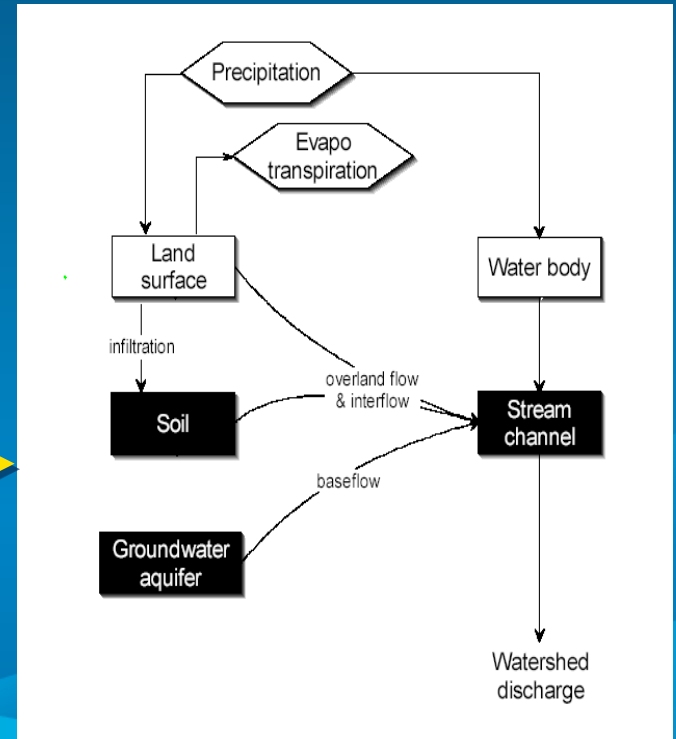 Precipitation
Evapo
transpiration
Land
surface
Water body
infiltration
overland flow
& interflow
Soil
Stream
channel
baseflow
Groundwater
aquifer
Watershed
discharge